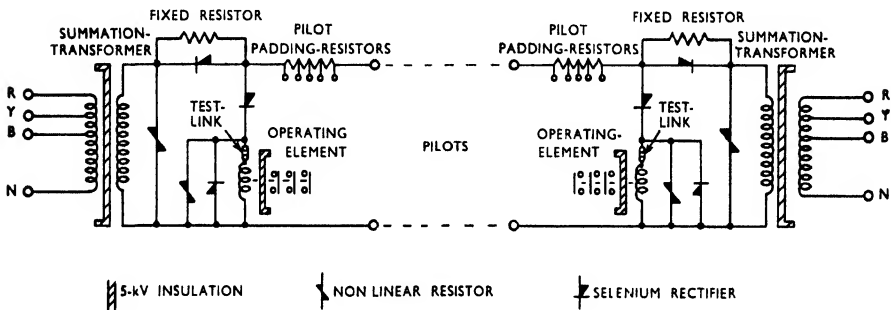 FIXED RESISTOR
SUMMATION-
TRANSFORMER
PILOT
PADDING-RESISTORS
R
Y
B
N
TEST-
LINK
OPERATING
ELEMENT
PILOTS
PILOT
PADDING-RESISTORS
FIXED RESISTOR
SUMMATION-
TRANSFORMER
OPERATING-
ELEMENT
TEST-
LINK
R
Y
B
N
5-kV INSULATION
NON LINEAR RESISTOR
SELENIUM RECTIFIER